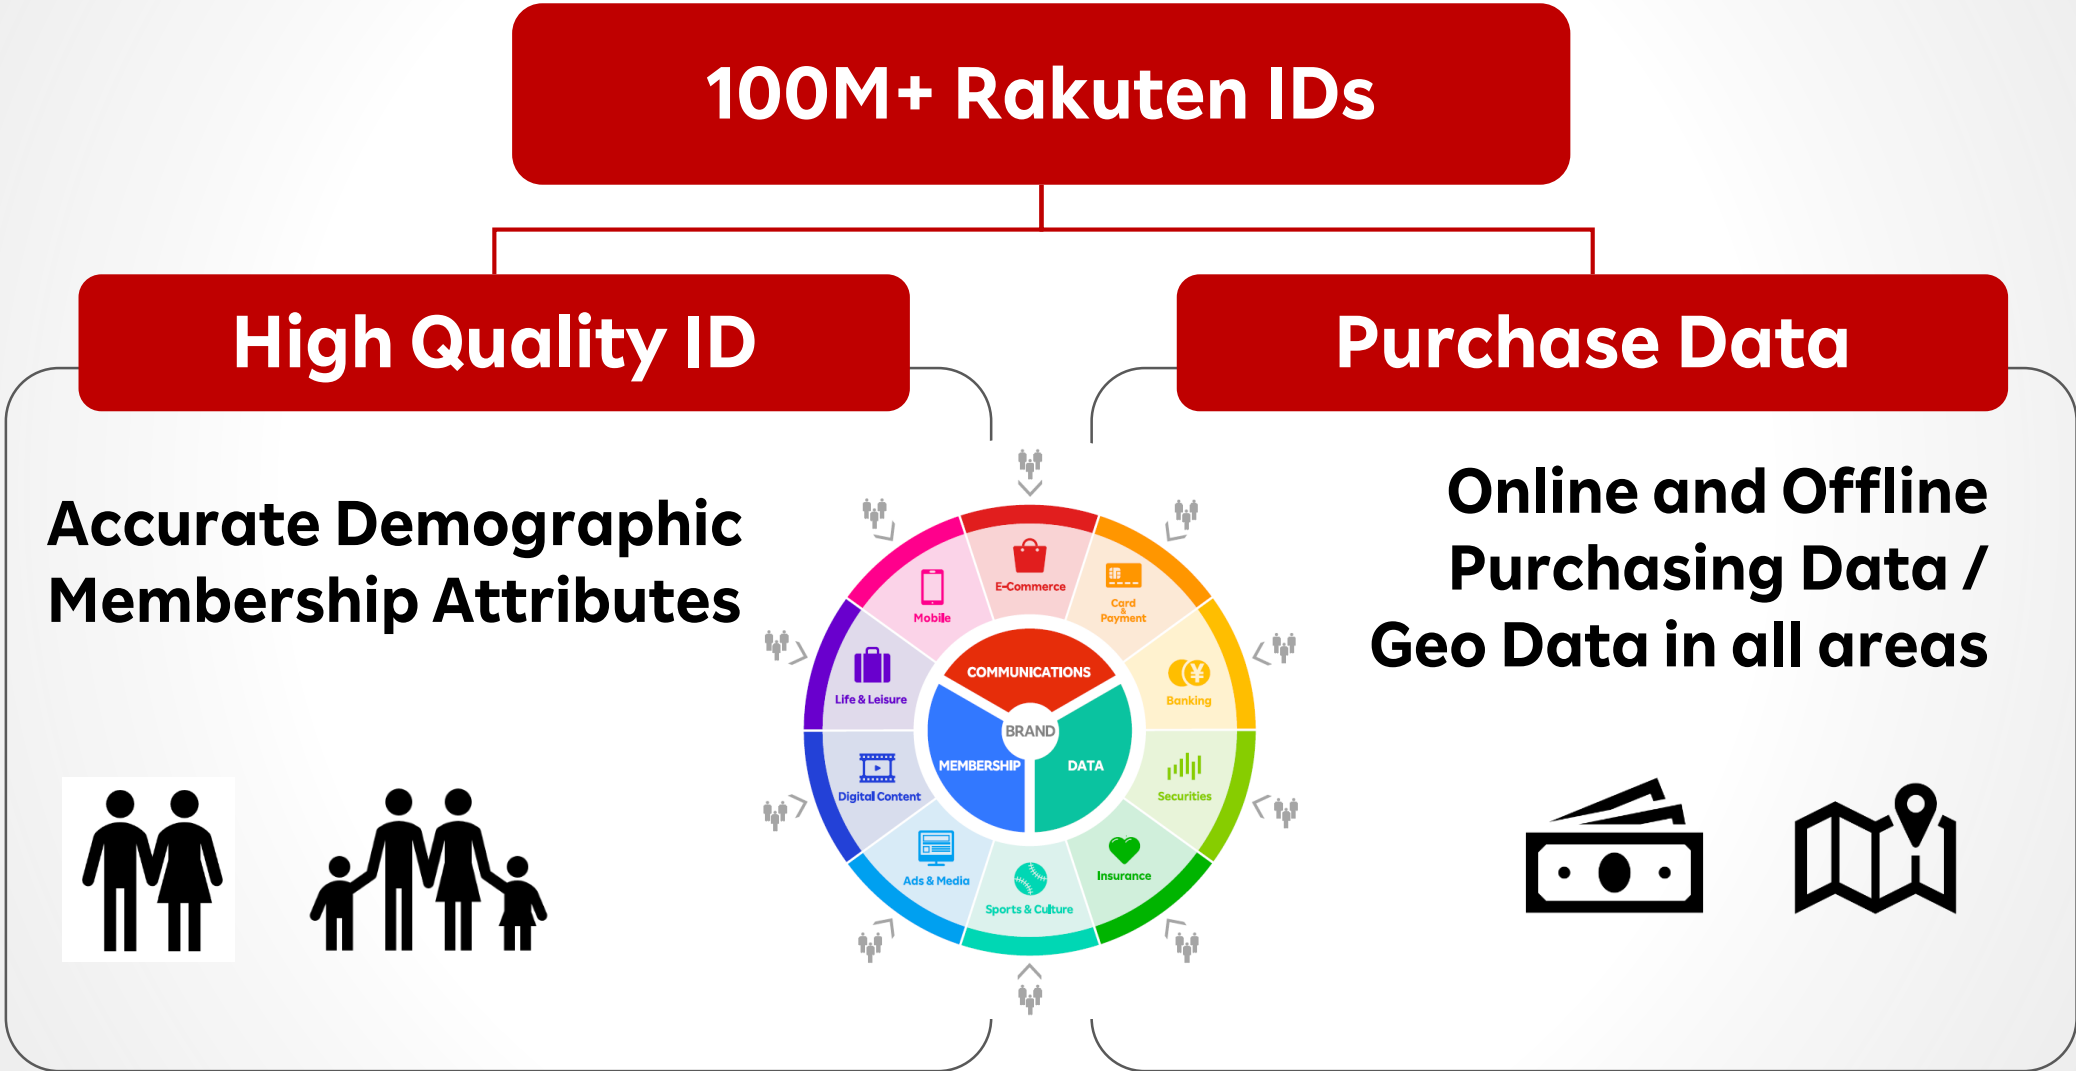 100M+ Rakuten IDs
High Quality ID
Purchase Data
Accurate Demographic
Membership Attributes
Online and Offline
Purchasing Data /
Geo Data in all areas
E-Commerce
Card
&
Payment
Banking
Securities
Insurance
Sports & Culture
Ads & Media
Digital Content
Life & Leisure
Mobile
COMMUNICATIONS
BRAND
MEMBERSHIP
DATA